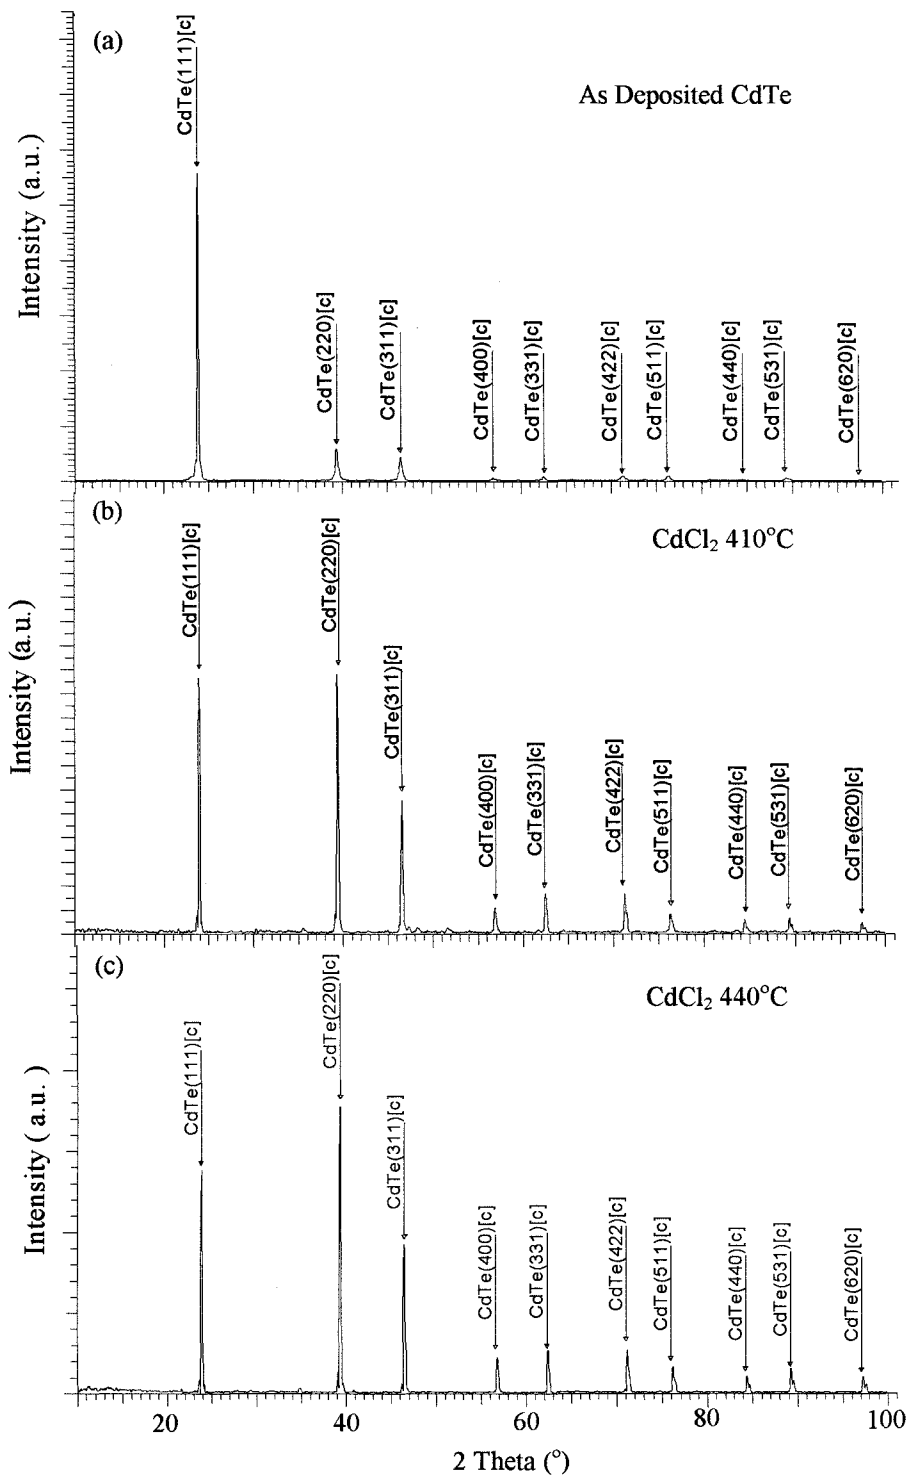 (a)
As Deposited CdTe
Intensity (a.u.)
CdTe(111)[c]
CdTe(220)[c]
CdTe(311)[c]
CdTe(400)[c]
CdTe(331)[c]
CdTe(422)[c]
CdTe(511)[c]
CdTe(440)[c]
CdTe(531)[c]
CdTe(620)[c]
(b)
CdCl₂ 410°C
Intensity (a.u.)
CdTe(111)[c]
CdTe(220)[c]
CdTe(311)[c]
CdTe(400)[c]
CdTe(331)[c]
CdTe(422)[c]
CdTe(511)[c]
CdTe(440)[c]
CdTe(531)[c]
CdTe(620)[c]
(c)
CdCl₂ 440°C
Intensity ( a.u. )
CdTe(111)[c]
CdTe(220)[c]
CdTe(311)[c]
CdTe(400)[c]
CdTe(331)[c]
CdTe(422)[c]
CdTe(511)[c]
CdTe(440)[c]
CdTe(531)[c]
CdTe(620)[c]
20 40 60 80 100
2 Theta (°)